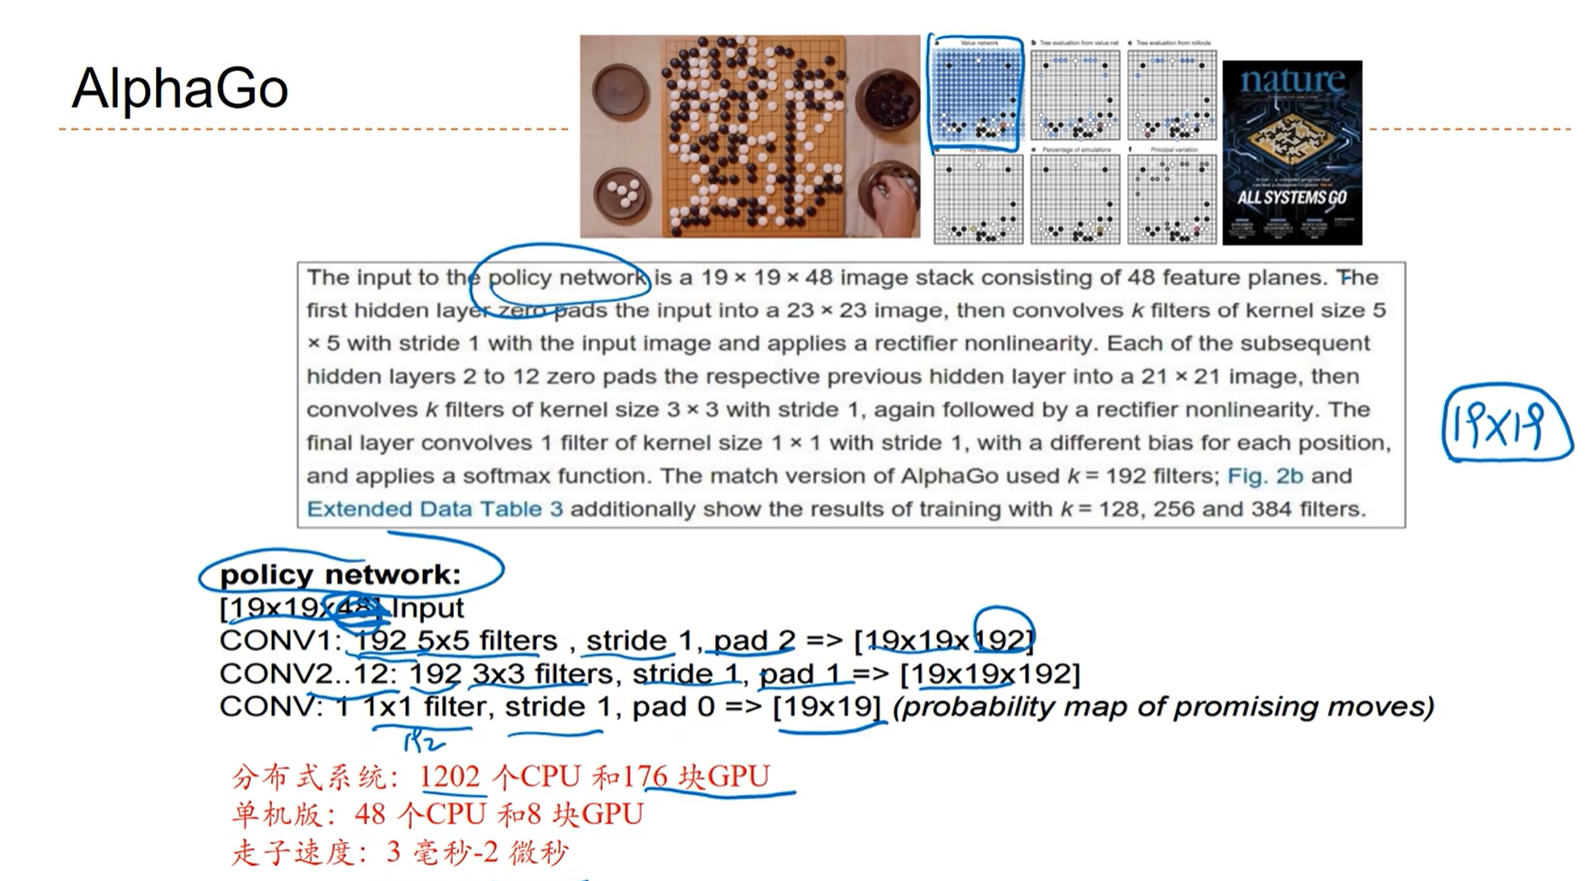 AlphaGo
a Value network
b Tree evaluation from value net
c Tree evaluation from rollouts
Policy network
e Percentage of simulations
f Principal variation
nature
ALL SYSTEMS GO
The input to the policy network is a 19 × 19 × 48 image stack consisting of 48 feature planes. The
first hidden layer zero pads the input into a 23 × 23 image, then convolves k filters of kernel size 5
× 5 with stride 1 with the input image and applies a rectifier nonlinearity. Each of the subsequent
hidden layers 2 to 12 zero pads the respective previous hidden layer into a 21 × 21 image, then
convolves k filters of kernel size 3 × 3 with stride 1, again followed by a rectifier nonlinearity. The
final layer convolves 1 filter of kernel size 1 × 1 with stride 1, with a different bias for each position,
and applies a softmax function. The match version of AlphaGo used k = 192 filters; Fig. 2b and
Extended Data Table 3 additionally show the results of training with k = 128, 256 and 384 filters.
19X19
policy network:
[19x19x48] Input
CONV1: 192 5x5 filters , stride 1, pad 2 => [19x19x192]
CONV2..12: 192 3x3 filters, stride 1, pad 1 => [19x19x192]
CONV: 1 1x1 filter, stride 1, pad 0 => [19x19] (probability map of promising moves)
192
分布式系统：1202 个CPU 和176 块GPU
单机版：48 个CPU 和8 块GPU
走子速度：3 毫秒-2 微秒